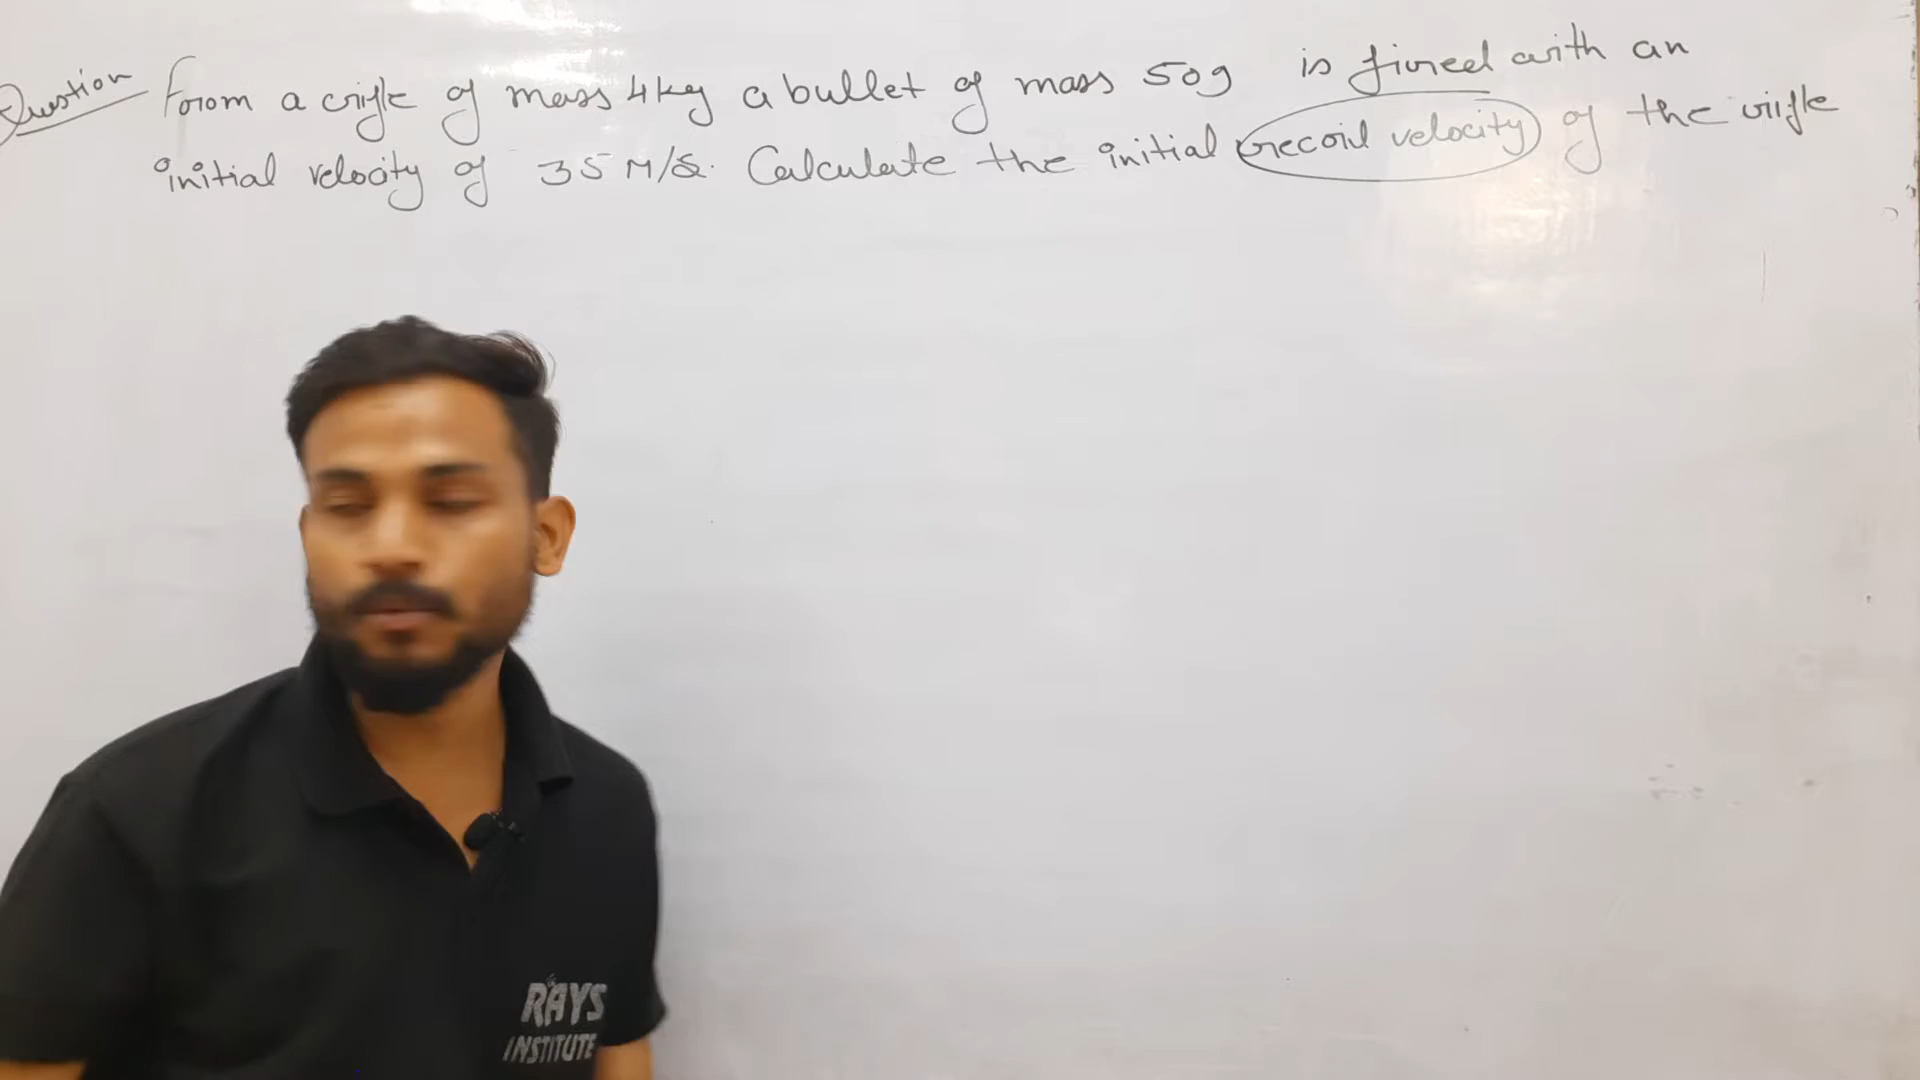 Question From a rifle of mass 4kg a bullet of mass 50g is fired with an
initial velocity of 35 M/S. Calculate the initial recoil velocity of the rifle
RAYS
INSTITUTE